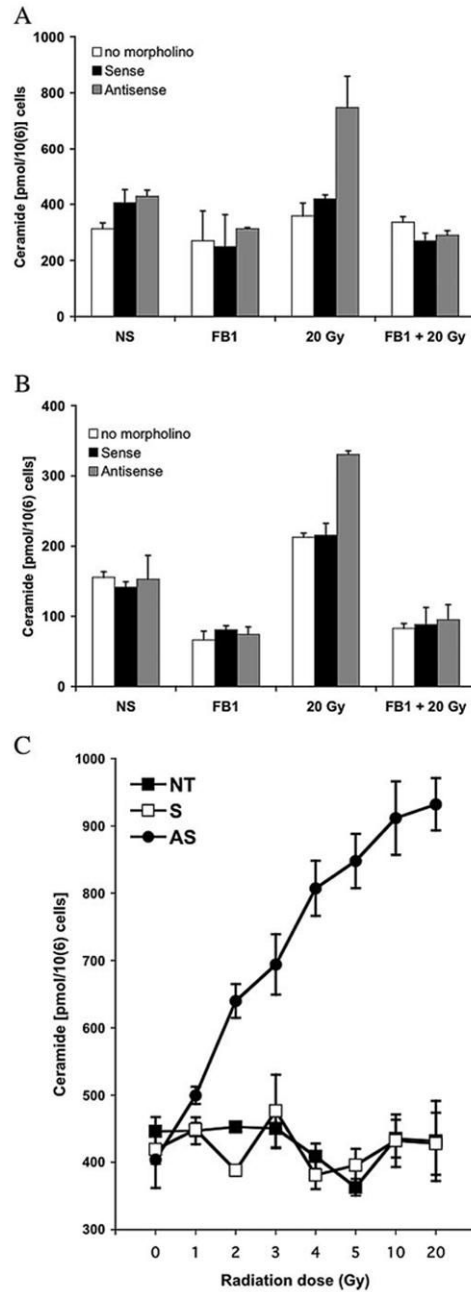 A
1000
800
600
400
200
0
Ceramide [pmol/10(6)] cells
no morpholino
Sense
Antisense
NS FB1 20 Gy FB1 + 20 Gy
B
400
300
200
100
0
Ceramide [pmol/10(6) cells]
no morpholino
Sense
Antisense
NS FB1 20 Gy FB1 + 20 Gy
C
1000
900
800
700
600
500
400
300
Ceramide [pmol/10(6) cells]
NT
S
AS
0 1 2 3 4 5 10 20
Radiation dose (Gy)